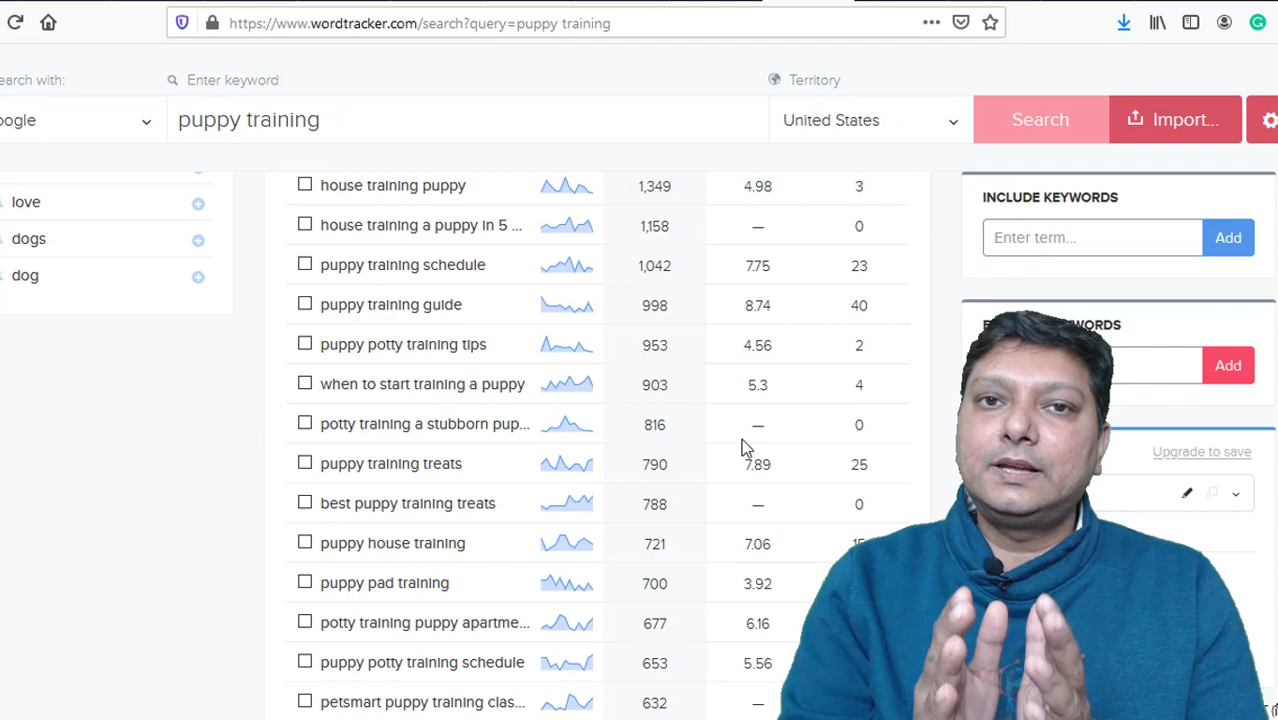 https://www.wordtracker.com/search?query=puppy training
earch with:
Enter keyword
Territory
oogle
puppy training
United States
Search
Import...
love
dogs
dog
house training puppy 1,349 4.98 3
house training a puppy in 5 ... 1,158 — 0
puppy training schedule 1,042 7.75 23
puppy training guide 998 8.74 40
puppy potty training tips 953 4.56 2
when to start training a puppy 903 5.3 4
potty training a stubborn pup... 816 — 0
puppy training treats 790 7.89 25
best puppy training treats 788 — 0
puppy house training 721 7.06 15
puppy pad training 700 3.92
potty training puppy apartme... 677 6.16
puppy potty training schedule 653 5.56
petsmart puppy training clas... 632 —
INCLUDE KEYWORDS
Enter term...
Add
Add
Upgrade to save